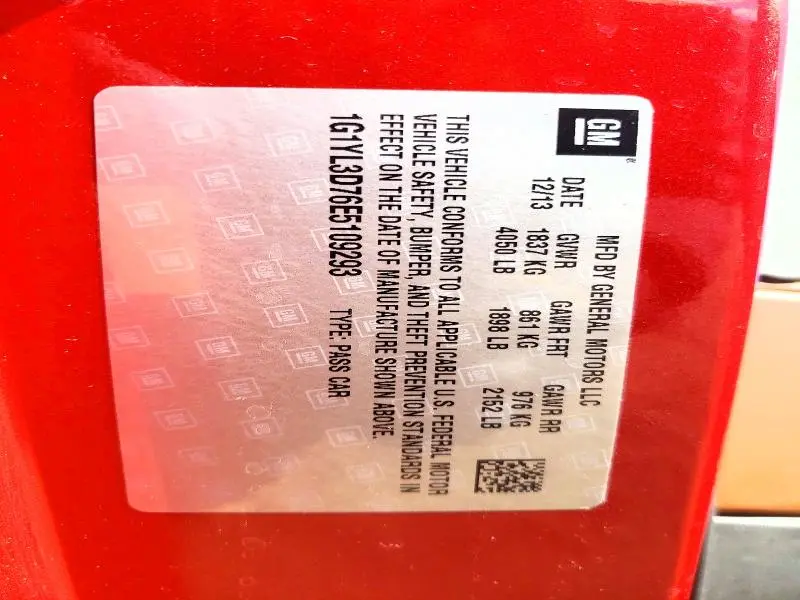 GM
MFD BY GENERAL MOTORS LLC
DATE GVWR GAWR FRT GAWR RR
12/13 1837 KG 861 KG 976 KG
4050 LB 1898 LB 2152 LB
THIS VEHICLE CONFORMS TO ALL APPLICABLE U.S. FEDERAL MOTOR
VEHICLE SAFETY, BUMPER, AND THEFT PREVENTION STANDARDS IN
EFFECT ON THE DATE OF MANUFACTURE SHOWN ABOVE.
1G1YL3D76E5109293 TYPE: PASS CAR